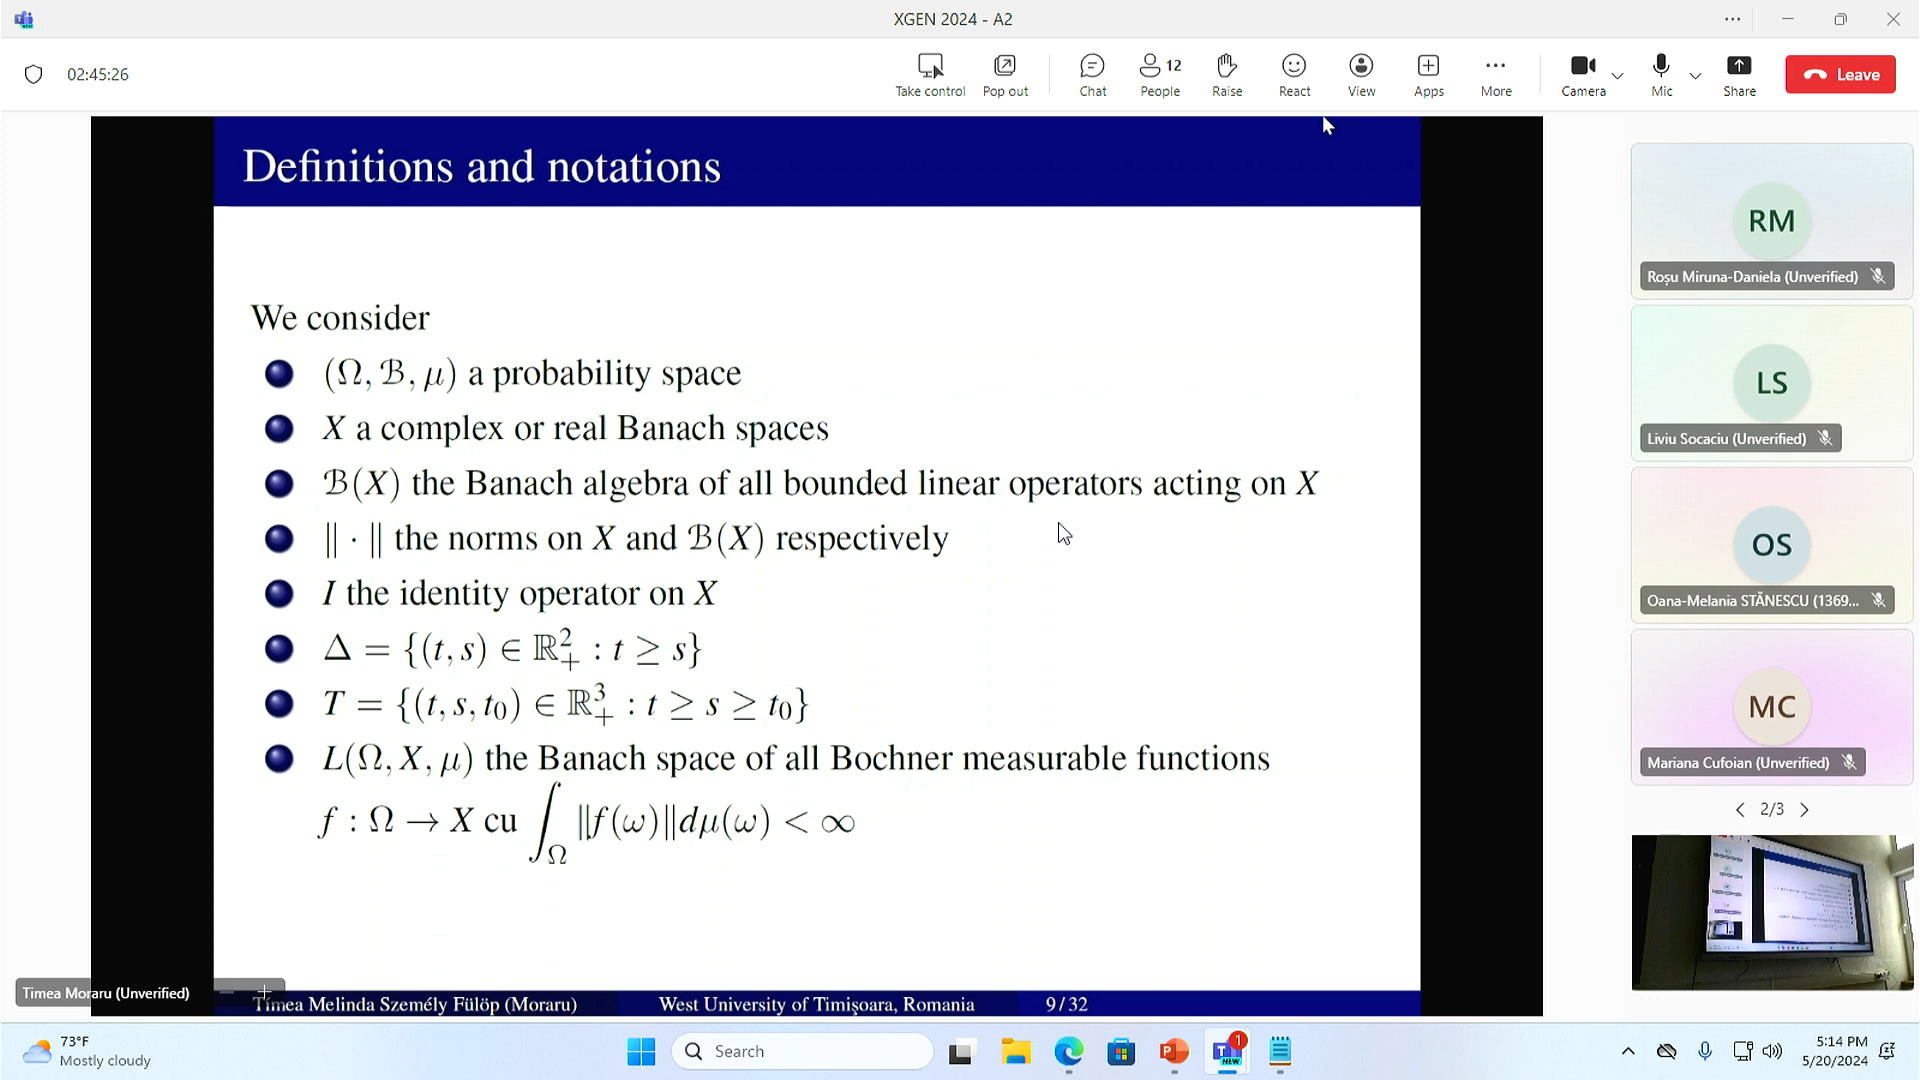 XGEN 2024 - A2
02:45:26
Take control
Pop out
Chat
12
People
Raise
React
View
Apps
More
Camera
Mic
Share
Leave
Definitions and notations
We consider
(Ω, ℬ, μ) a probability space
X a complex or real Banach spaces
ℬ(X) the Banach algebra of all bounded linear operators acting on X
‖ · ‖ the norms on X and ℬ(X) respectively
I the identity operator on X
Δ = {(t, s) ∈ ℝ²₊ : t ≥ s}
T = {(t, s, t₀) ∈ ℝ³₊ : t ≥ s ≥ t₀}
L(Ω, X, μ) the Banach space of all Bochner measurable functions
f : Ω → X cu ∫_Ω ‖f(ω)‖dμ(ω) < ∞
Timea Melinda Személy Fülöp (Moraru) West University of Timişoara, Romania 9/32
Timea Moraru (Unverified)
RM
Roșu Miruna-Daniela (Unverified)
LS
Liviu Socaciu (Unverified)
OS
Oana-Melania STĂNESCU (1369...
MC
Mariana Cufoian (Unverified)
2/3
73°F
Mostly cloudy
Search
1
NEW
5:14 PM
5/20/2024